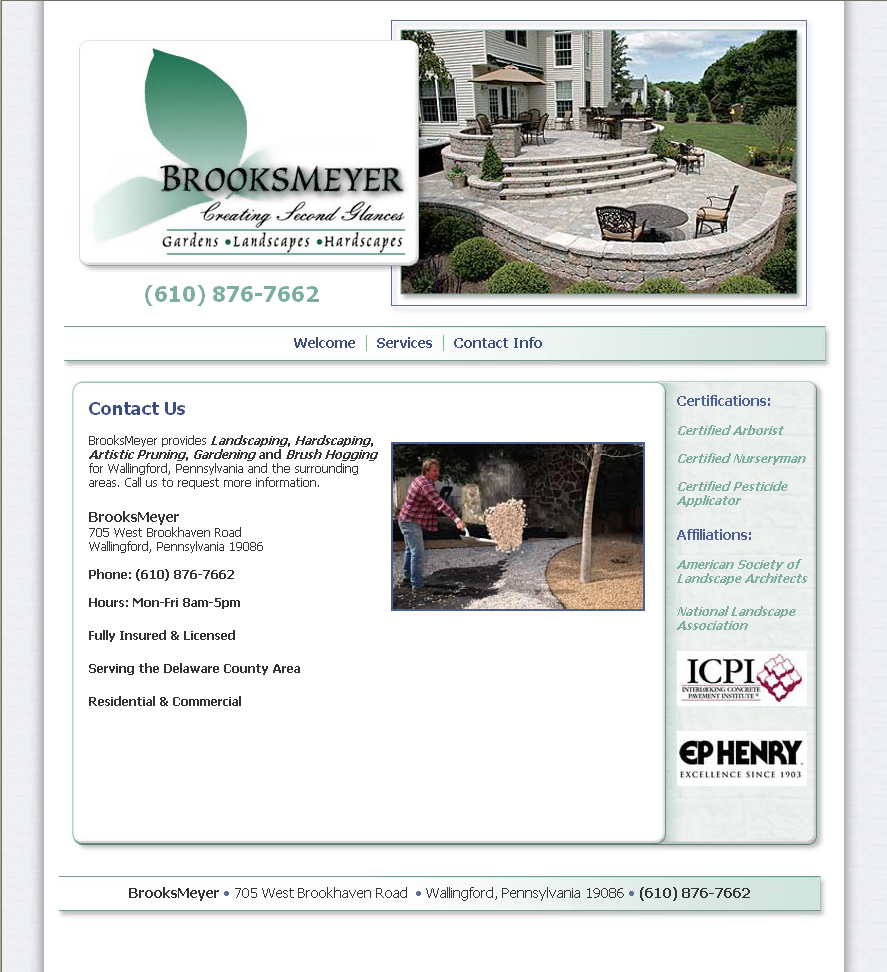 BROOKSMEYER
Creating Second Glances
Gardens • Landscapes • Hardscapes
(610) 876-7662
Welcome | Services | Contact Info
Contact Us
BrooksMeyer provides Landscaping, Hardscaping,
Artistic Pruning, Gardening and Brush Hogging
for Wallingford, Pennsylvania and the surrounding
areas. Call us to request more information.
BrooksMeyer
705 West Brookhaven Road
Wallingford, Pennsylvania 19086
Phone: (610) 876-7662
Hours: Mon-Fri 8am-5pm
Fully Insured & Licensed
Serving the Delaware County Area
Residential & Commercial
Certifications:
Certified Arborist
Certified Nurseryman
Certified Pesticide
Applicator
Affiliations:
American Society of
Landscape Architects
National Landscape
Association
ICPI
INTERLOCKING CONCRETE
PAVEMENT INSTITUTE®
EP HENRY
EXCELLENCE SINCE 1903
BrooksMeyer • 705 West Brookhaven Road • Wallingford, Pennsylvania 19086 • (610) 876-7662